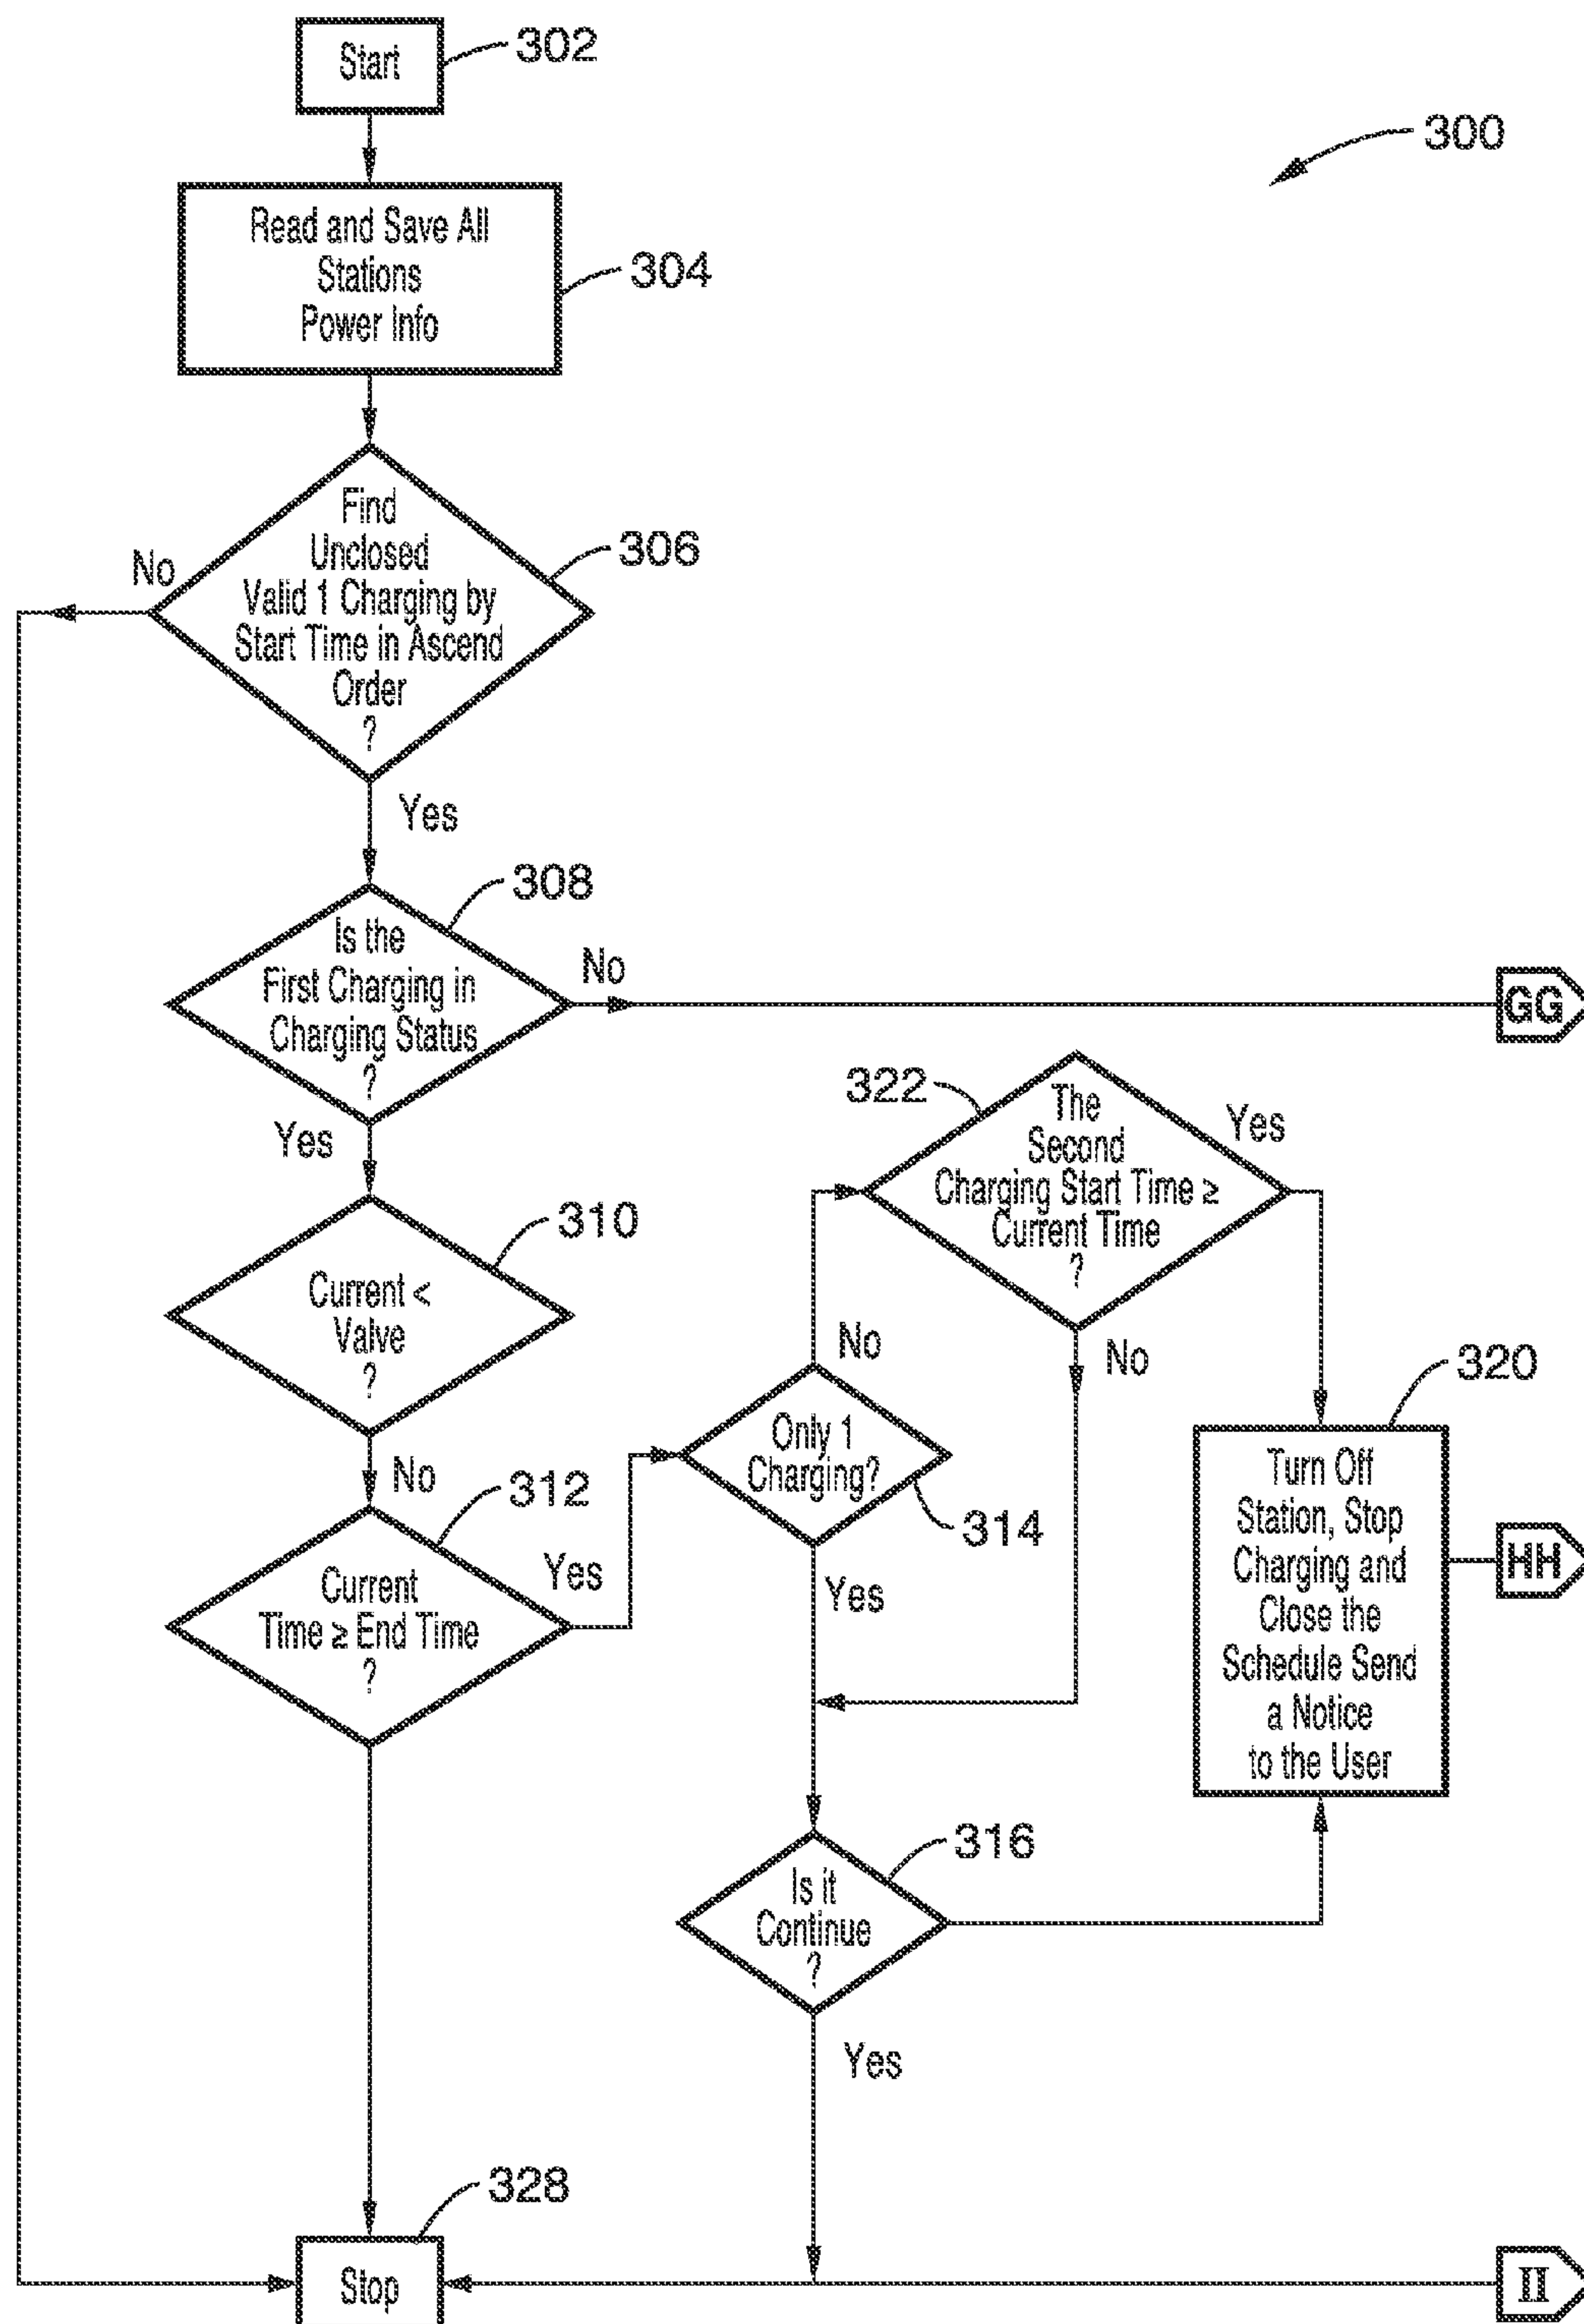 Start
302
300
Read and Save All
Stations
Power Info
304
Find
Unclosed
Valid 1 Charging by
Start Time in Ascend
Order
?
306
No
Yes
308
Is the
First Charging in
Charging Status
?
No
GG
Yes
322
The
Second
Charging Start Time ≥
Current Time
?
Yes
310
Current <
Valve
?
No
No
320
Only 1
Charging?
314
No
312
Current
Time ≥ End Time
?
Yes
Yes
Turn Off
Station, Stop
Charging and
Close the
Schedule Send
a Notice
to the User
HH
316
Is it
Continue
?
Yes
328
Stop
II